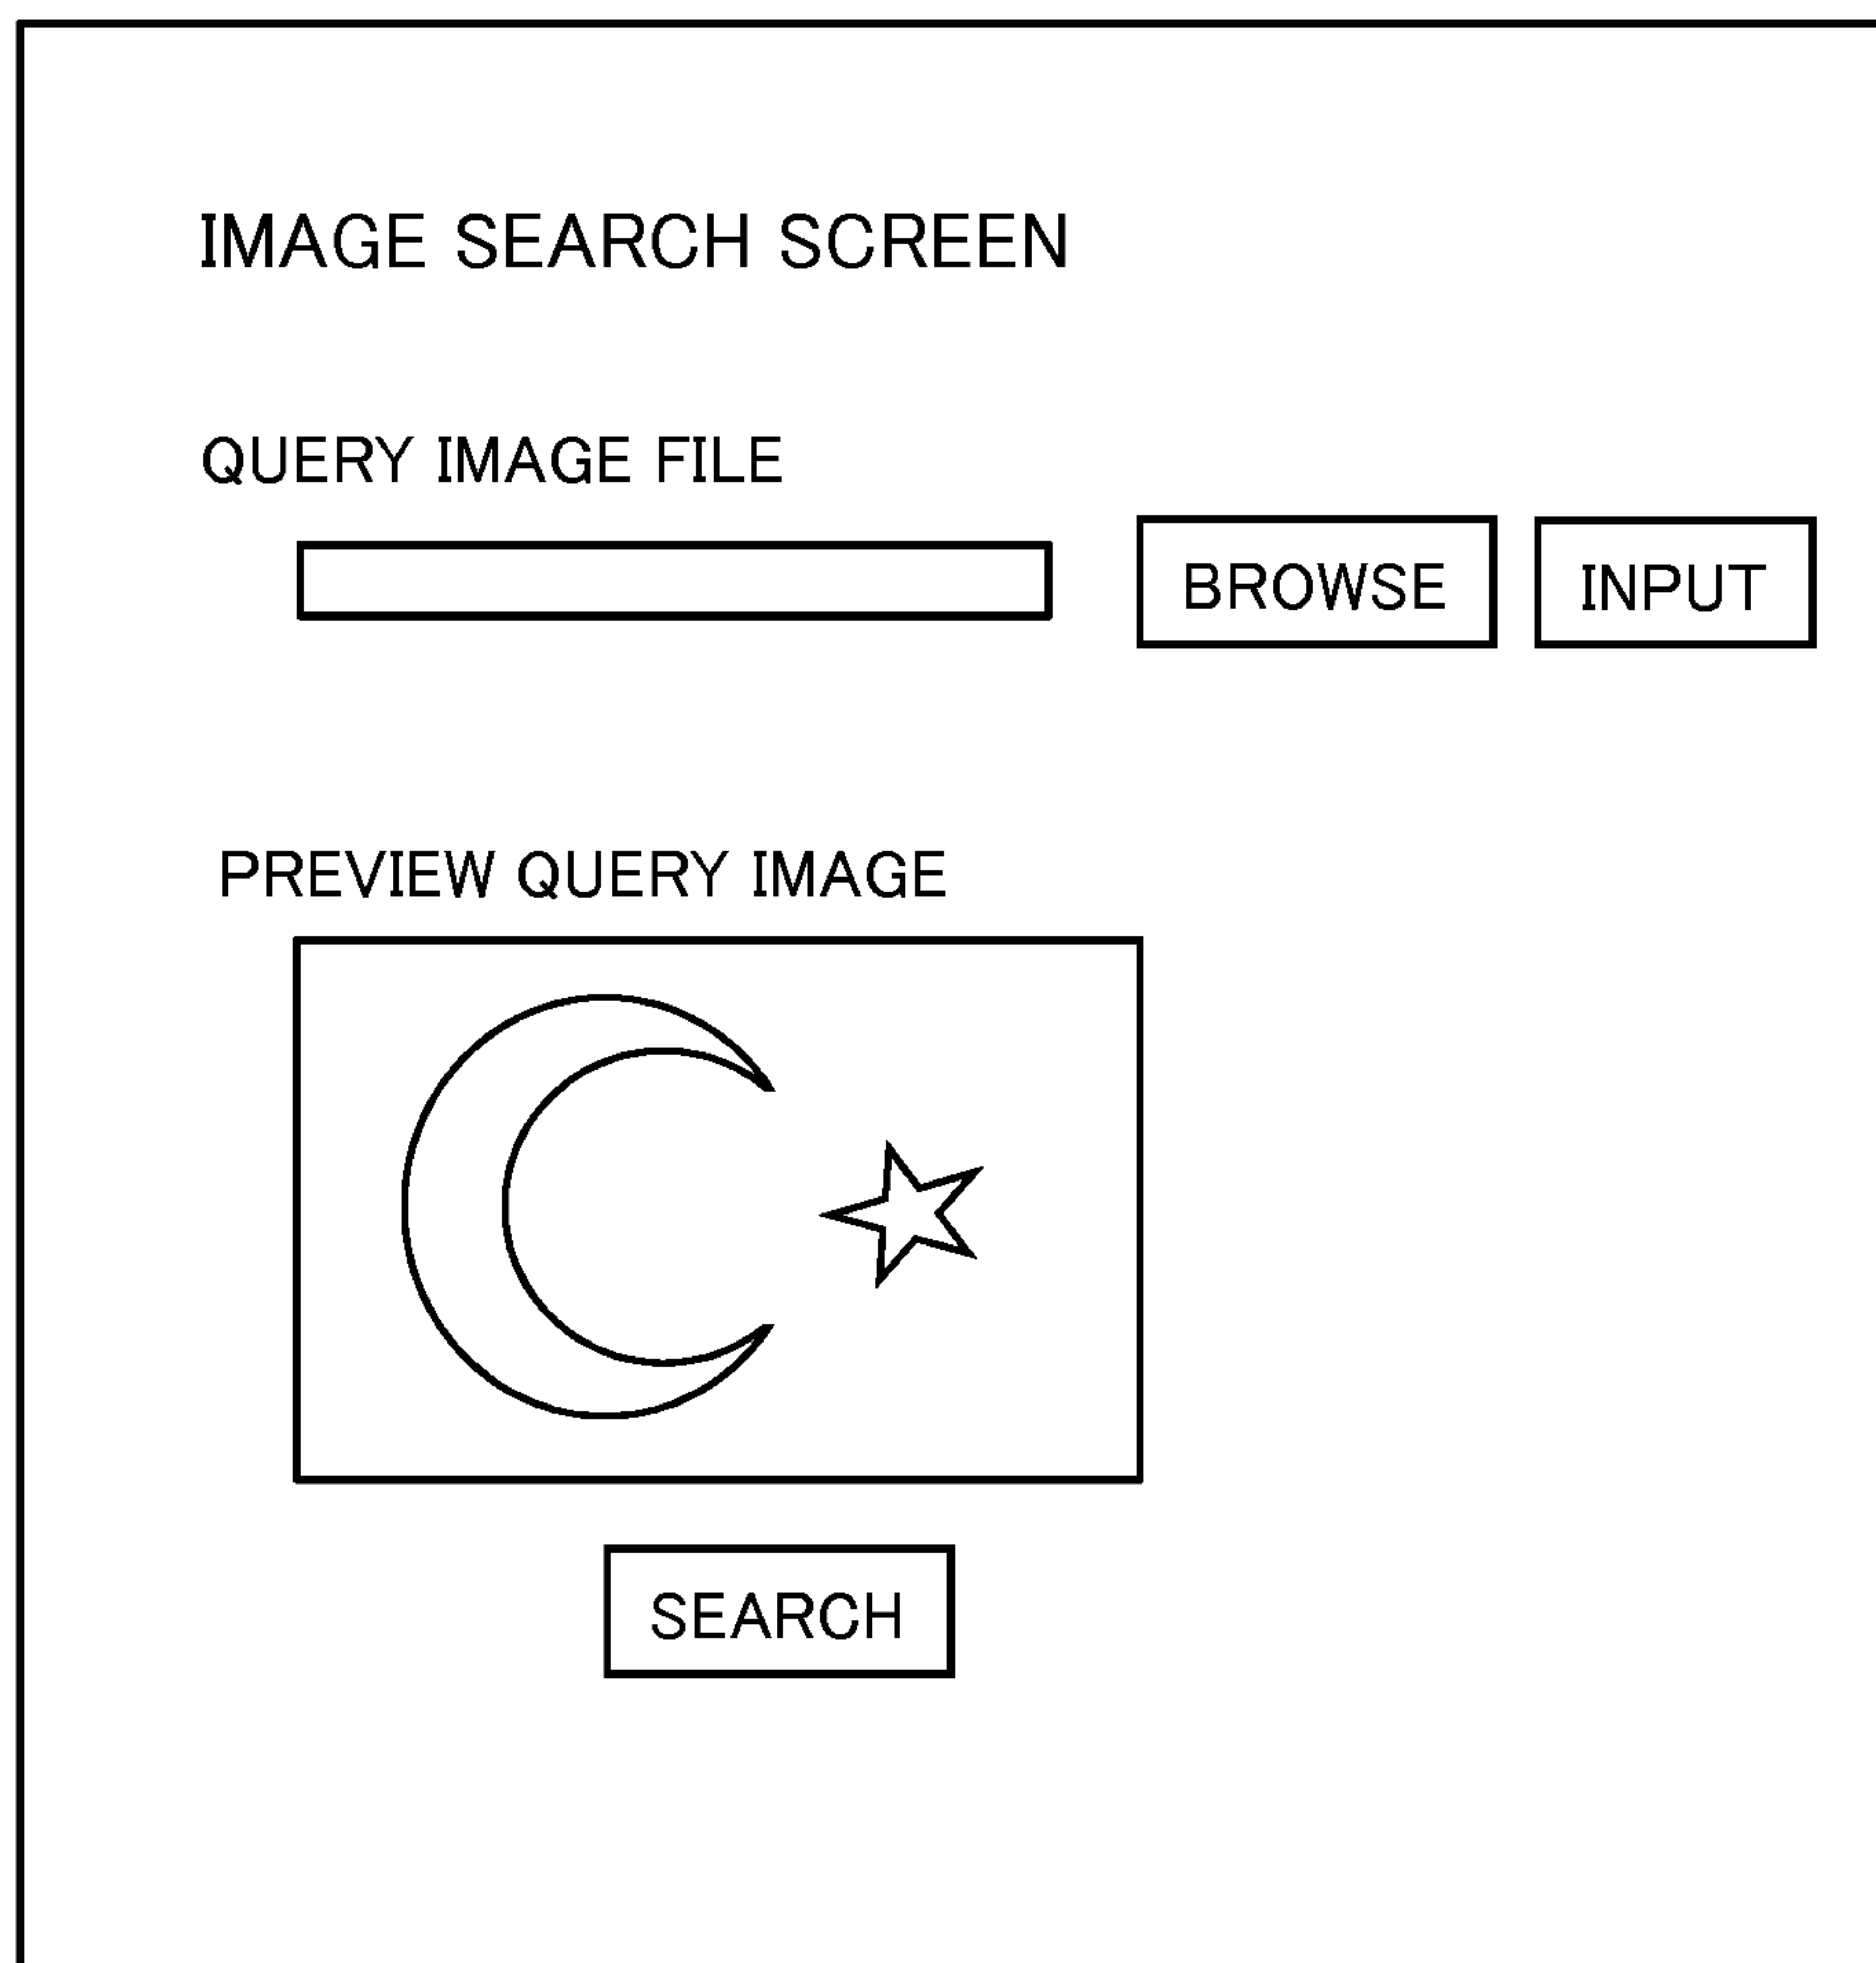 IMAGE SEARCH SCREEN
QUERY IMAGE FILE
BROWSE INPUT
PREVIEW QUERY IMAGE
SEARCH